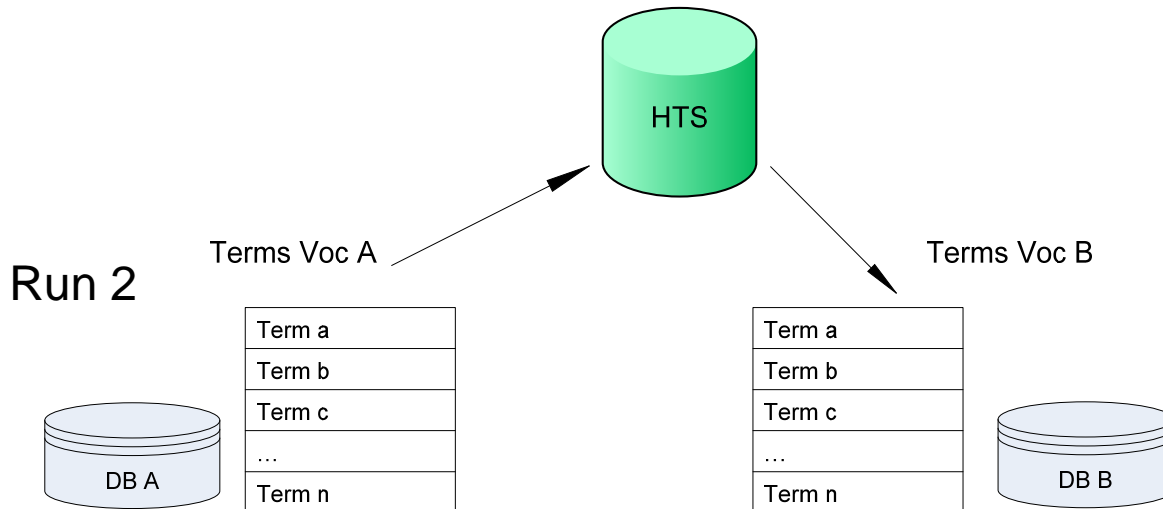 HTS
Terms Voc A
Terms Voc B
Run 2
Term a
Term b
Term c
...
Term n
DB A
Term a
Term b
Term c
...
Term n
DB B